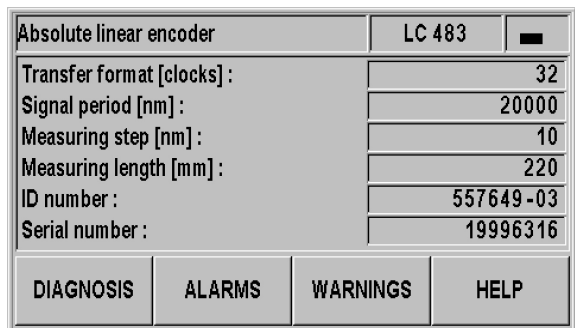 Absolute linear encoder LC 483
Transfer format [clocks] : 32
Signal period [nm] : 20000
Measuring step [nm] : 10
Measuring length [mm] : 220
ID number : 557649-03
Serial number : 19996316
DIAGNOSIS ALARMS WARNINGS HELP